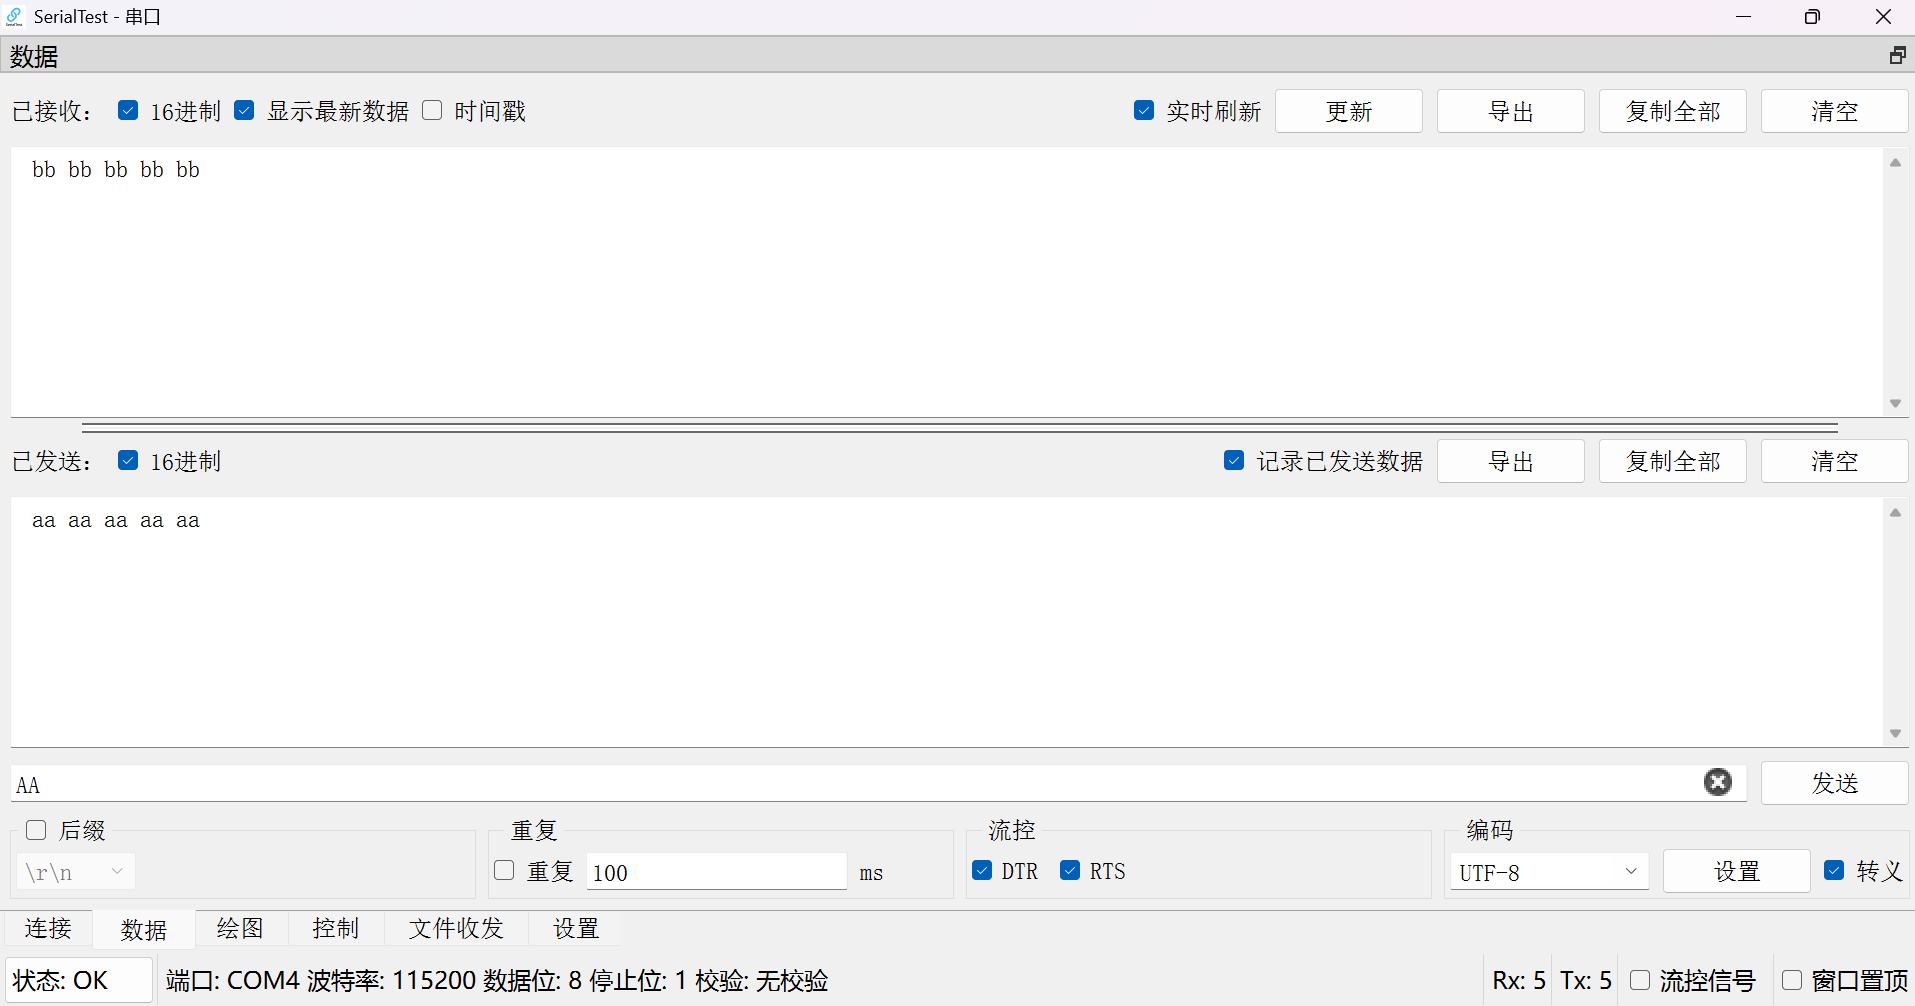 SerialTest - 串口
数据
已接收： 16进制 显示最新数据 时间戳 实时刷新 更新 导出 复制全部 清空
bb bb bb bb bb
已发送： 16进制 记录已发送数据 导出 复制全部 清空
aa aa aa aa aa
AA 发送
后缀 重复 流控 编码
\r\n 重复 100 ms DTR RTS UTF-8 设置 转义
连接 数据 绘图 控制 文件收发 设置
状态: OK 端口: COM4 波特率: 115200 数据位: 8 停止位: 1 校验: 无校验 Rx: 5 Tx: 5 流控信号 窗口置顶